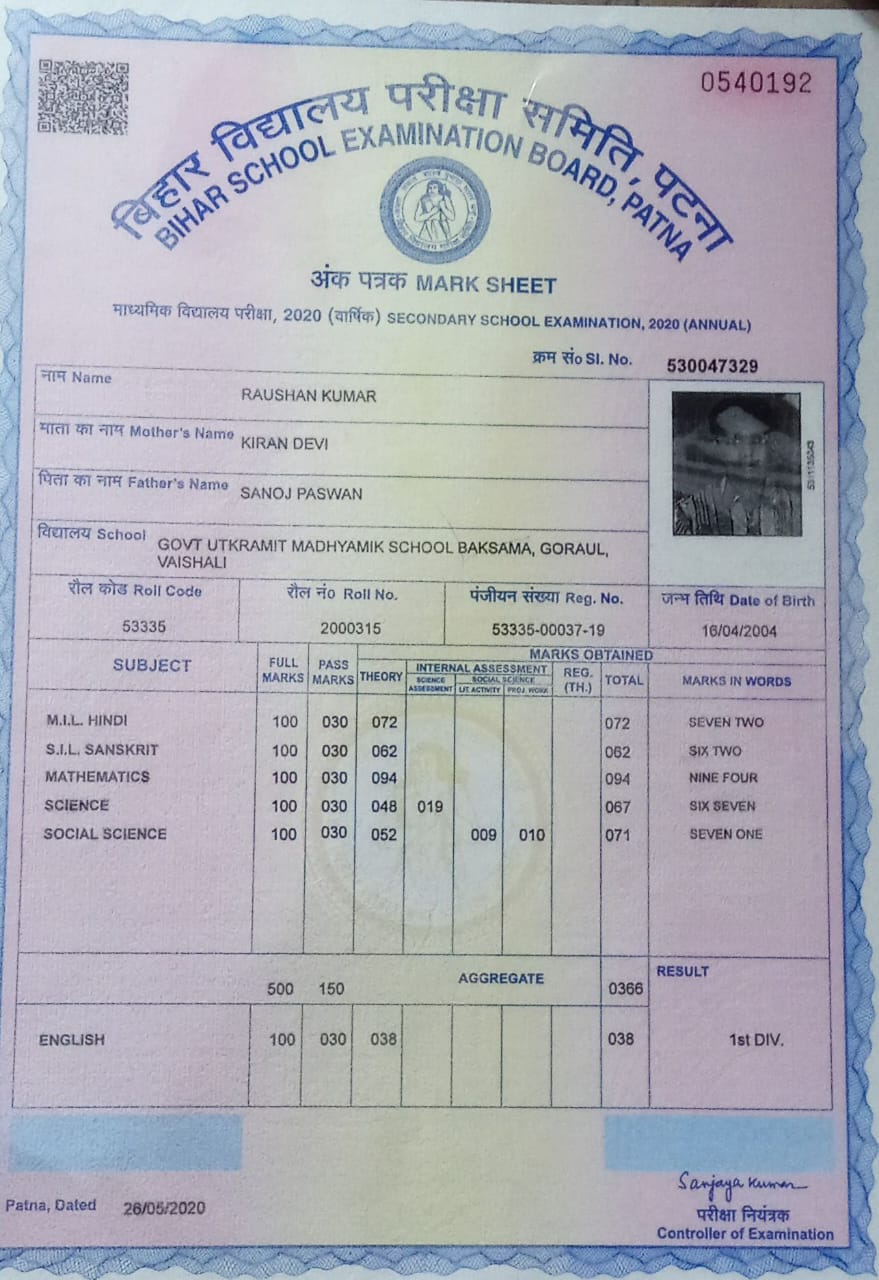 0540192
बिहार विद्यालय परीक्षा समिति, पटना
BIHAR SCHOOL EXAMINATION BOARD, PATNA
अंक पत्रक MARK SHEET
माध्यमिक विद्यालय परीक्षा, 2020 (वार्षिक) SECONDARY SCHOOL EXAMINATION, 2020 (ANNUAL)
क्रम सं० Sl. No. 530047329
नाम Name RAUSHAN KUMAR
माता का नाम Mother's Name KIRAN DEVI
पिता का नाम Father's Name SANOJ PASWAN
विद्यालय School GOVT UTKRAMIT MADHYAMIK SCHOOL BAKSAMA, GORAUL,
VAISHALI
रौल कोड Roll Code रौल नं० Roll No. पंजीयन संख्या Reg. No. जन्म तिथि Date of Birth
53335 2000315 53335-00037-19 16/04/2004
MARKS OBTAINED
SUBJECT FULL MARKS PASS MARKS THEORY INTERNAL ASSESSMENT REG. (TH.) TOTAL MARKS IN WORDS
SCIENCE ASSESSMENT SOCIAL SCIENCE
LIT. ACTIVITY PROJ. WORK
M.I.L. HINDI 100 030 072 072 SEVEN TWO
S.I.L. SANSKRIT 100 030 062 062 SIX TWO
MATHEMATICS 100 030 094 094 NINE FOUR
SCIENCE 100 030 048 019 067 SIX SEVEN
SOCIAL SCIENCE 100 030 052 009 010 071 SEVEN ONE
500 150 AGGREGATE 0366 RESULT
ENGLISH 100 030 038 038 1st DIV.
Patna, Dated 26/05/2020
Sanjaya Kumar
परीक्षा नियंत्रक
Controller of Examination